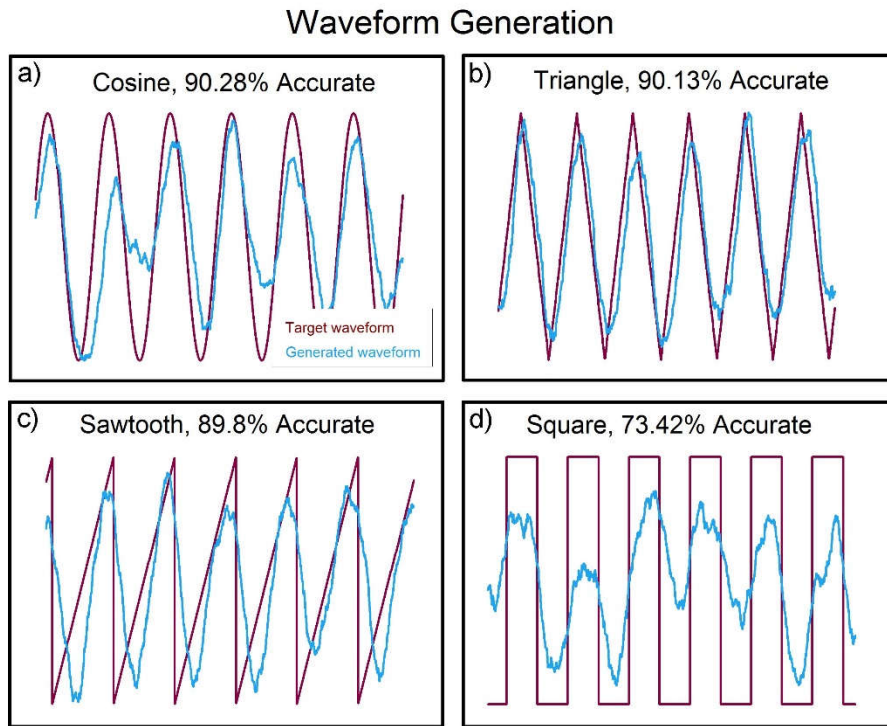 Waveform Generation
a)
Cosine, 90.28% Accurate
Target waveform
Generated waveform
b)
Triangle, 90.13% Accurate
c)
Sawtooth, 89.8% Accurate
d)
Square, 73.42% Accurate